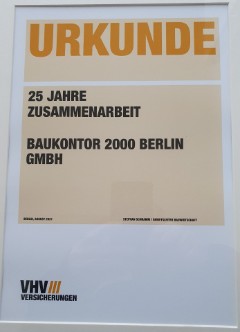 URKUNDE
25 JAHRE
ZUSAMMENARBEIT
BAUKONTOR 2000 BERLIN
GMBH
VHV
VERSICHERUNGEN